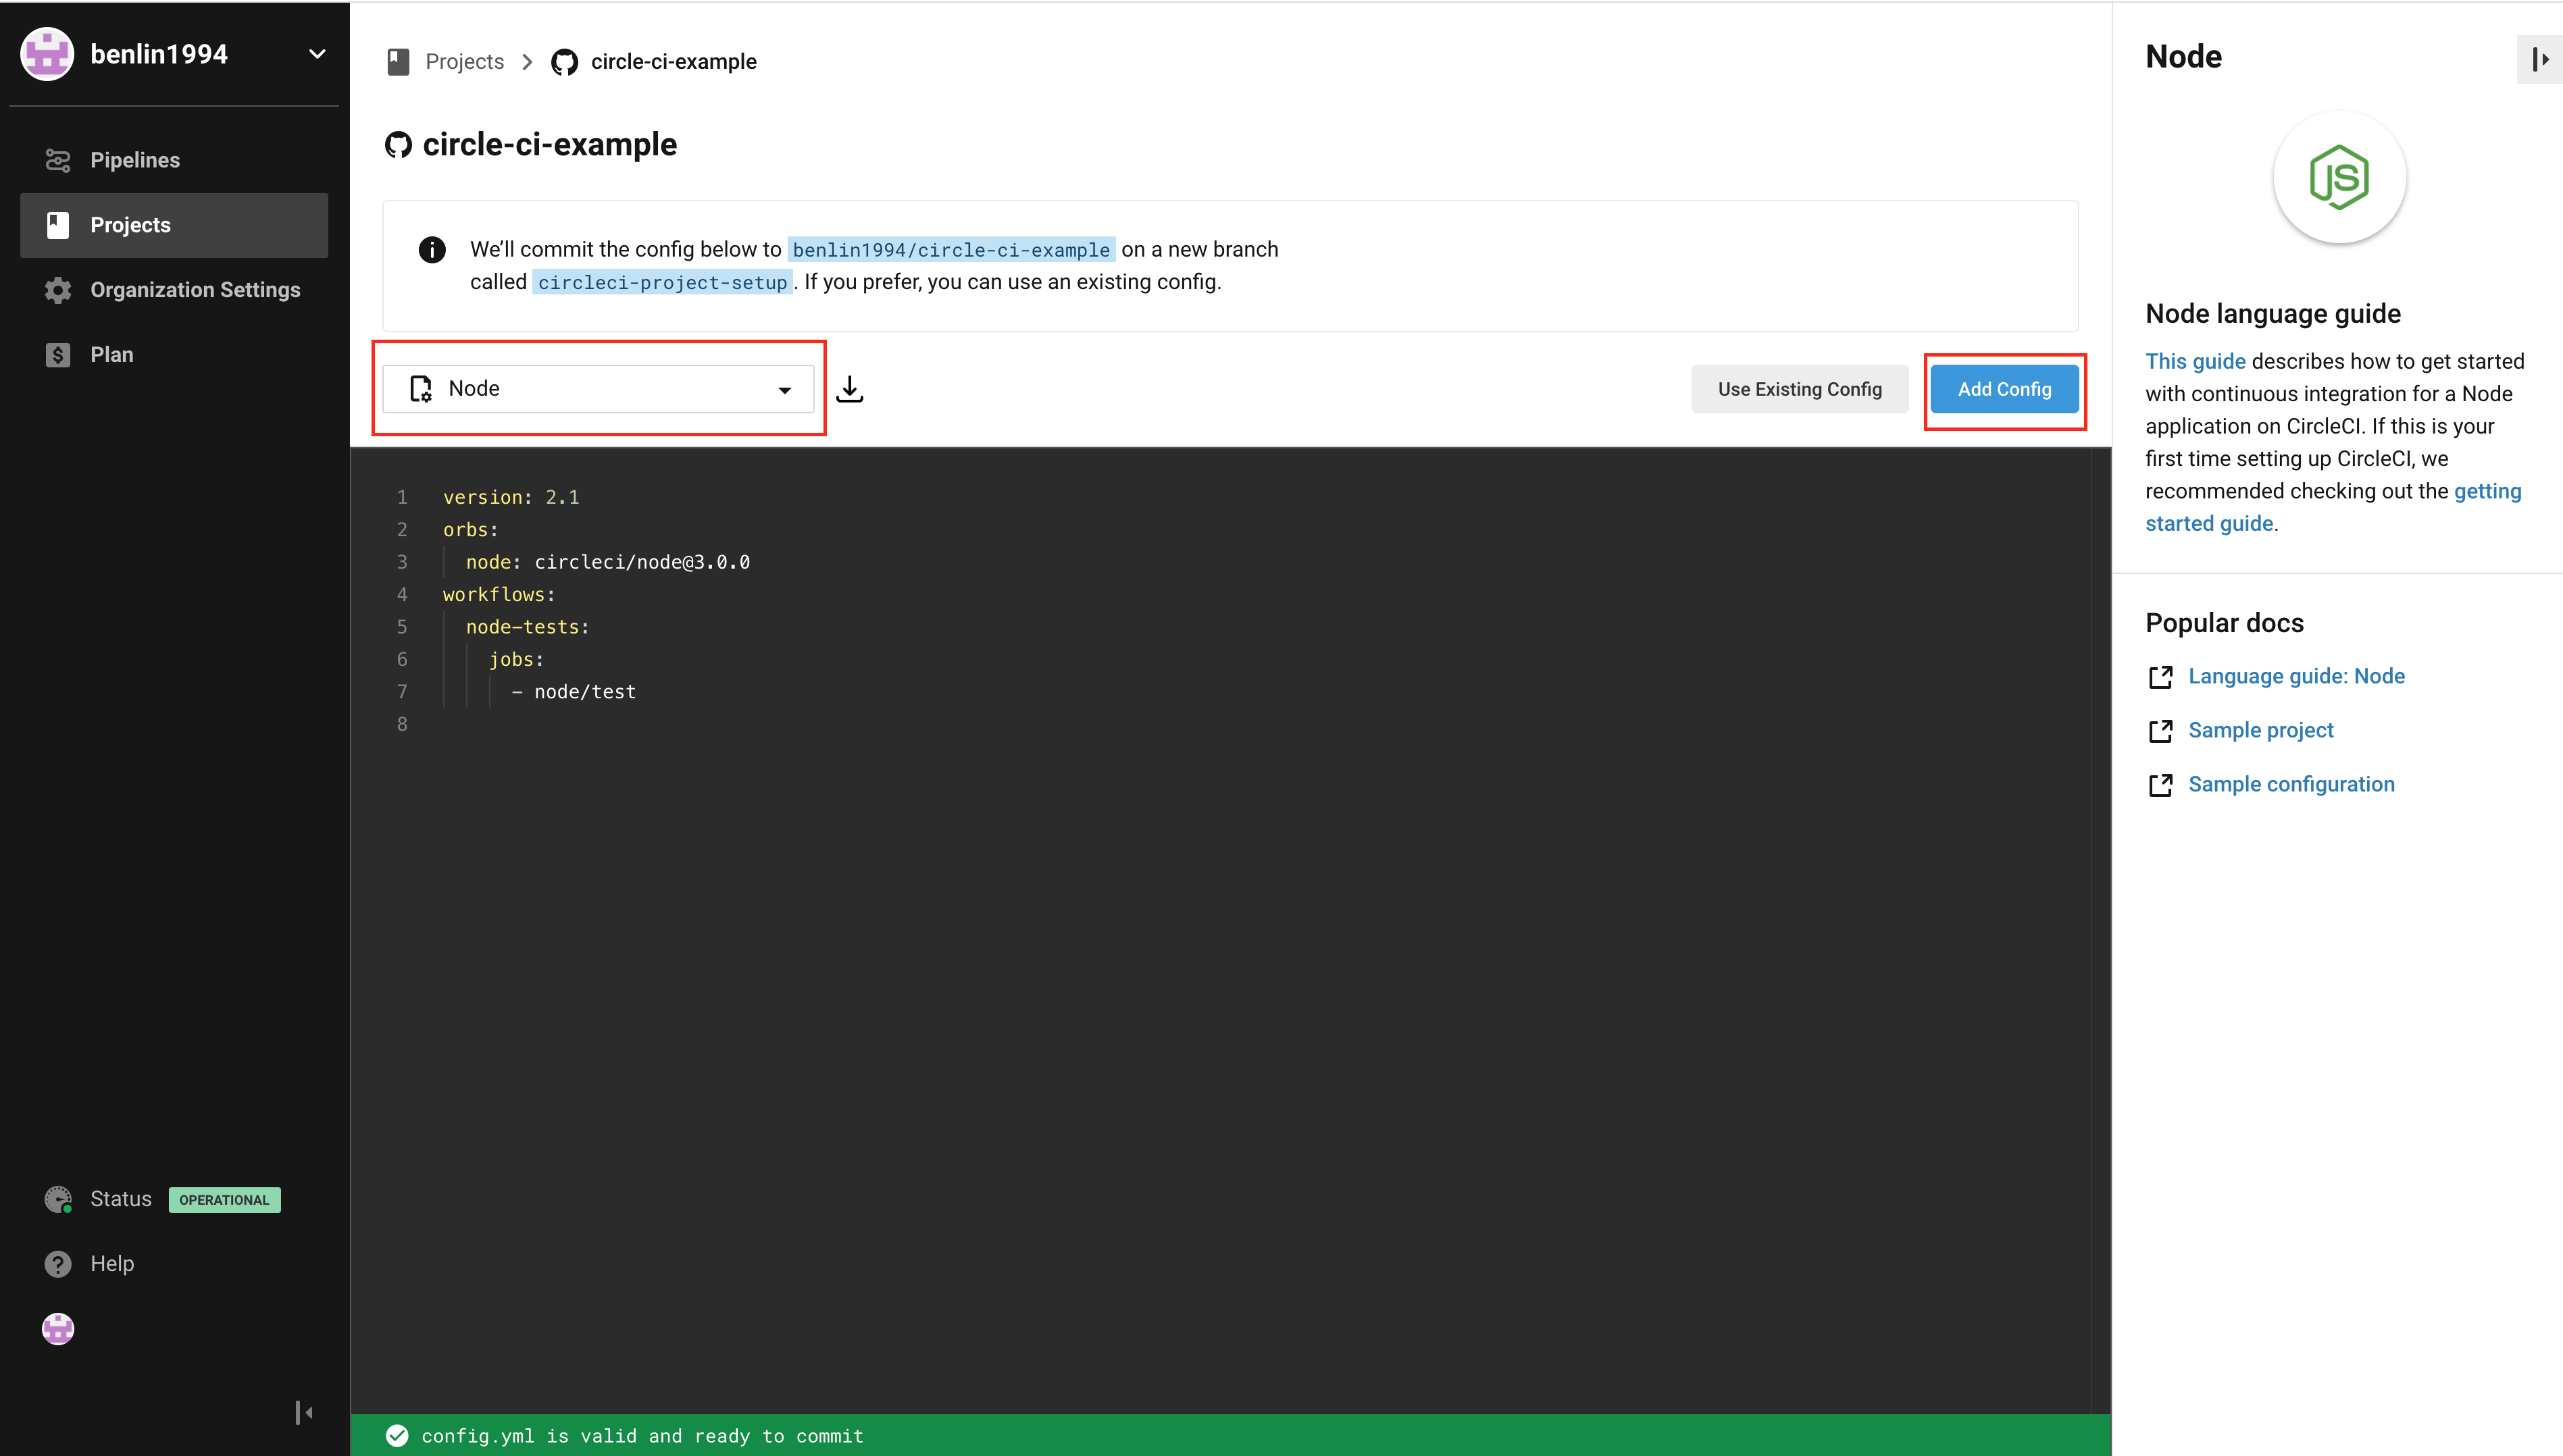 benlin1994
Pipelines
Projects
Organization Settings
Plan
Status OPERATIONAL
Help
Projects circle-ci-example
circle-ci-example
We’ll commit the config below to benlin1994/circle-ci-example on a new branch
called circleci-project-setup. If you prefer, you can use an existing config.
Node
Use Existing Config
Add Config
1 version: 2.1
2 orbs:
3 node: circleci/node@3.0.0
4 workflows:
5 node-tests:
6 jobs:
7 - node/test
8
config.yml is valid and ready to commit
Node
JS
Node language guide
This guide describes how to get started
with continuous integration for a Node
application on CircleCI. If this is your
first time setting up CircleCI, we
recommended checking out the getting
started guide.
Popular docs
Language guide: Node
Sample project
Sample configuration